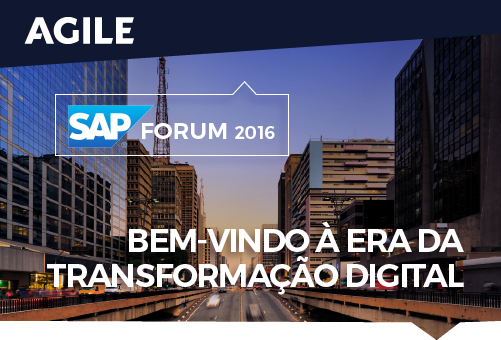 AGILE
SAP FORUM 2016
BEM-VINDO À ERA DA
TRANSFORMAÇÃO DIGITAL